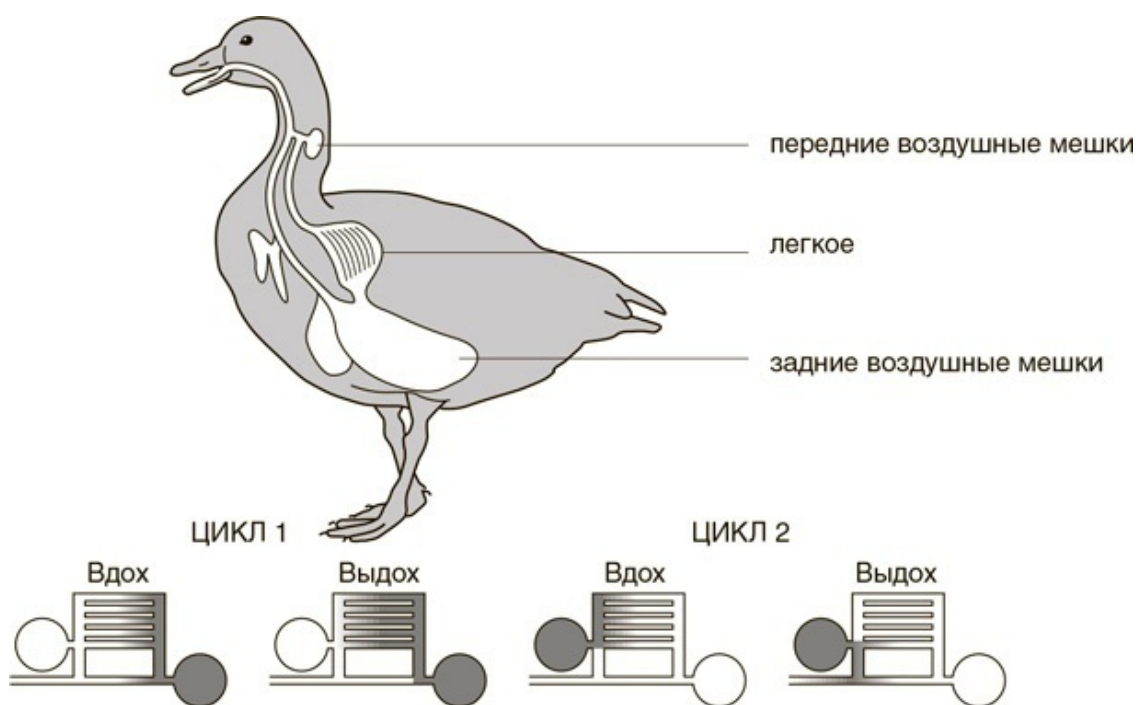 передние воздушные мешки
легкое
задние воздушные мешки
ЦИКЛ 1
ЦИКЛ 2
Вдох
Выдох
Вдох
Выдох